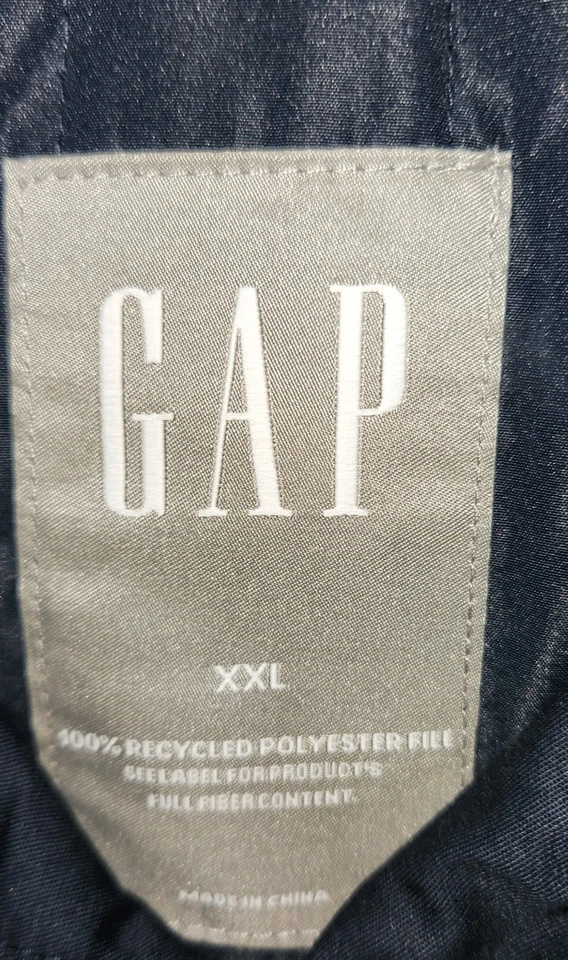 GAP
XXL
100% RECYCLED POLYESTER FILL
SEE LABEL FOR PRODUCT'S
FULL FIBER CONTENT.
MADE IN CHINA